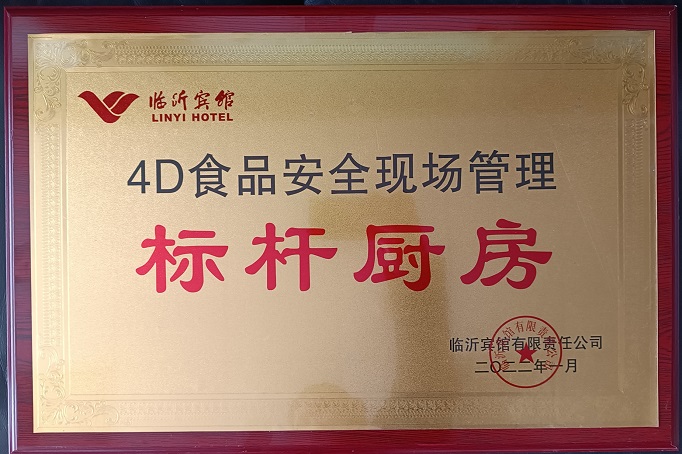 临沂宾馆
LINYI HOTEL
4D食品安全现场管理
标杆厨房
临沂宾馆有限责任公司
二〇二二年一月